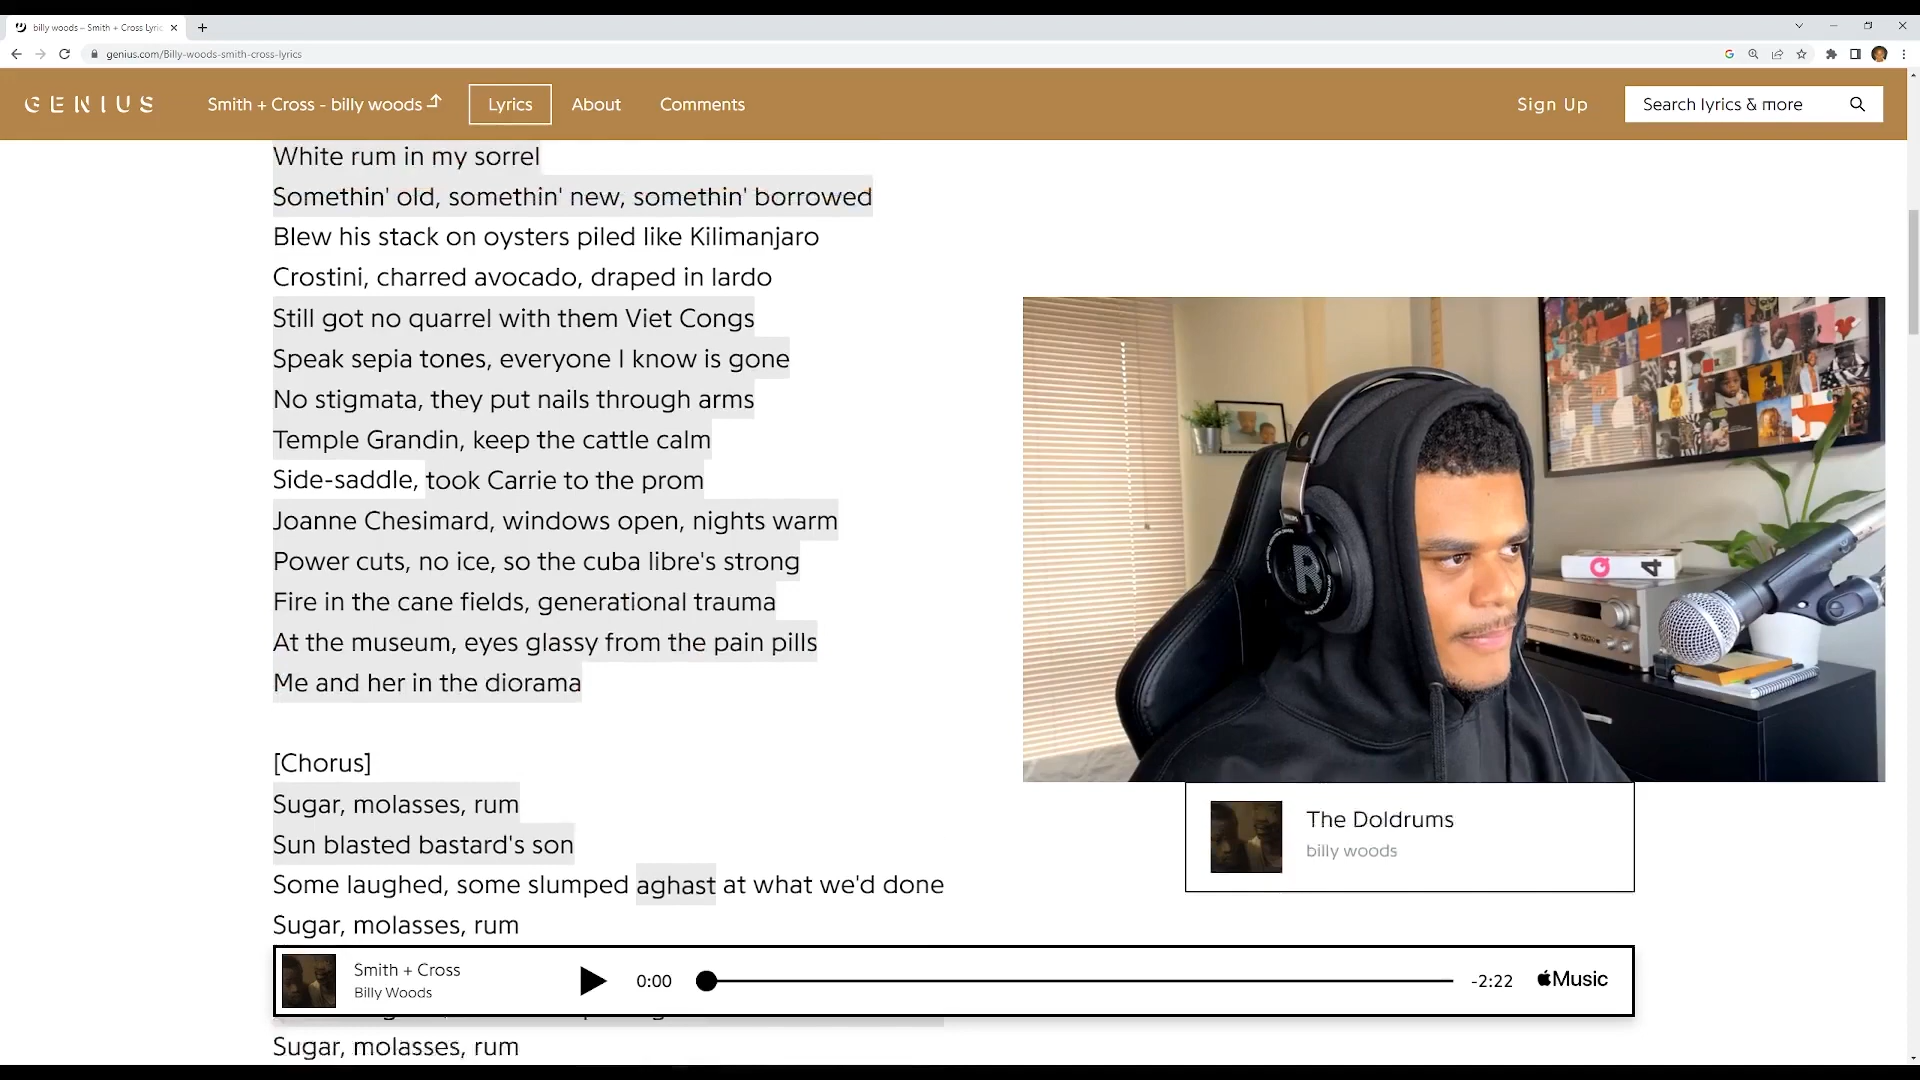 billy woods – Smith + Cross Lyric
genius.com/Billy-woods-smith-cross-lyrics
GENIUS
Smith + Cross - billy woods
Lyrics
About
Comments
Sign Up
Search lyrics & more
White rum in my sorrel
Somethin' old, somethin' new, somethin' borrowed
Blew his stack on oysters piled like Kilimanjaro
Crostini, charred avocado, draped in lardo
Still got no quarrel with them Viet Congs
Speak sepia tones, everyone I know is gone
No stigmata, they put nails through arms
Temple Grandin, keep the cattle calm
Side-saddle, took Carrie to the prom
Joanne Chesimard, windows open, nights warm
Power cuts, no ice, so the cuba libre's strong
Fire in the cane fields, generational trauma
At the museum, eyes glassy from the pain pills
Me and her in the diorama
[Chorus]
Sugar, molasses, rum
Sun blasted bastard's son
Some laughed, some slumped aghast at what we'd done
Sugar, molasses, rum
Sugar, molasses, rum
PHILIPS
R
Q
4
The Doldrums
billy woods
Smith + Cross
Billy Woods
0:00
-2:22
Music